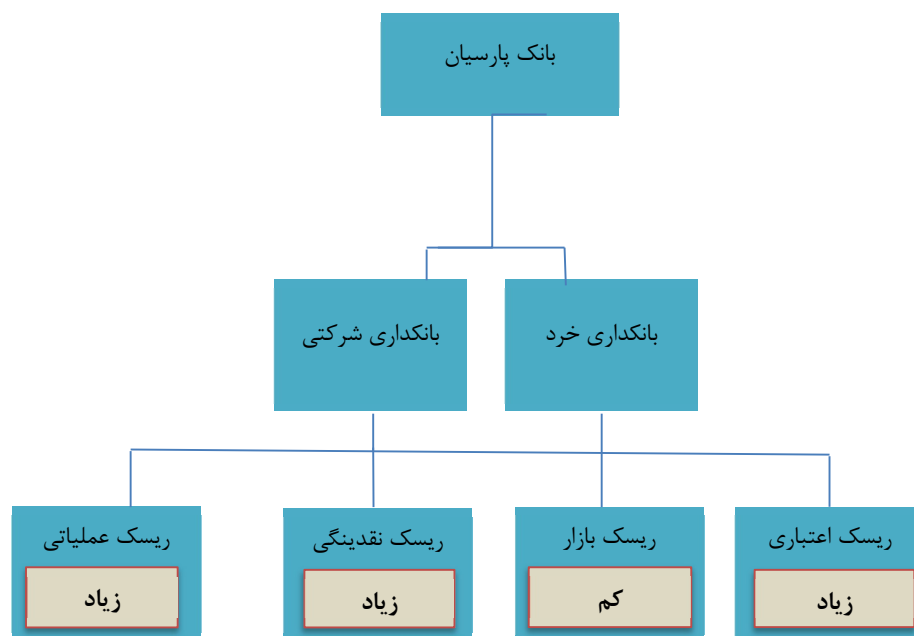 بانک پارسیان
بانکداری خرد
بانکداری شرکتی
ریسک اعتباری
زیاد
ریسک بازار
کم
ریسک نقدینگی
زیاد
ریسک عملیاتی
زیاد